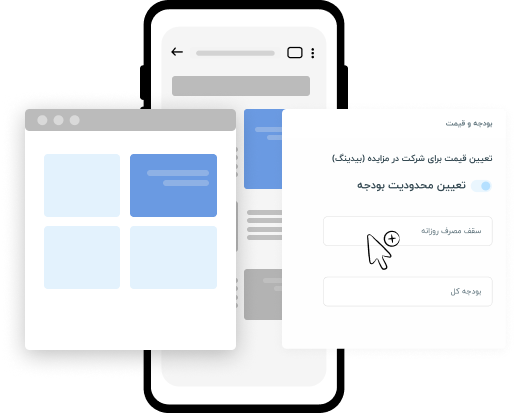 بودجه و قیمت
تعیین قیمت برای شرکت در مزایده (بیدینگ)
تعیین محدودیت بودجه
سقف مصرف روزانه
بودجه کل